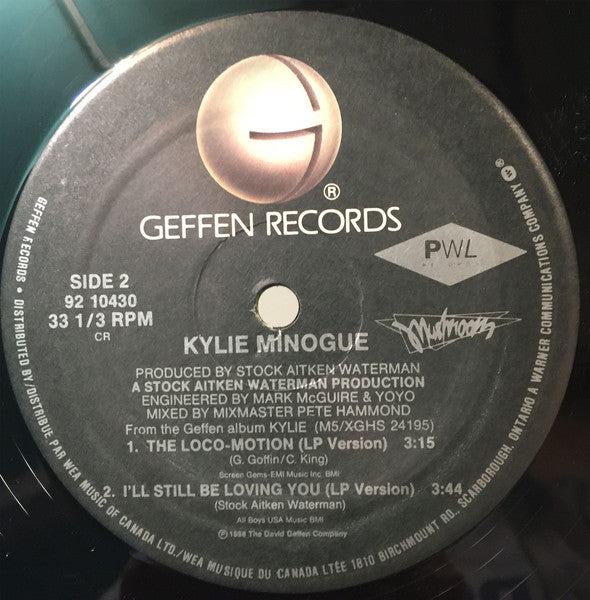 G
®
GEFFEN RECORDS
PWL
RECORDS
Mushroom
SIDE 2
92 10430
33 1/3 RPM
CR
KYLIE MINOGUE
PRODUCED BY STOCK AITKEN WATERMAN
A STOCK AITKEN WATERMAN PRODUCTION
ENGINEERED BY MARK McGUIRE & YOYO
MIXED BY MIXMASTER PETE HAMMOND
From the Geffen album KYLIE (M5/XGHS 24195)
1. THE LOCO-MOTION (LP Version) 3:15
(G. Goffin/C. King)
Screen Gems-EMI Music Inc. BMI
2. I'LL STILL BE LOVING YOU (LP Version) 3:44
(Stock Aitken Waterman)
All Boys USA Music BMI
℗©1988 The David Geffen Company
GEFFEN RECORDS • DISTRIBUTED BY/DISTRIBUÉ PAR WEA MUSIC OF CANADA LTD./WEA MUSIQUE DU CANADA LTÉE 1810 BIRCHMOUNT RD., SCARBOROUGH, ONTARIO A WARNER COMMUNICATIONS COMPANY